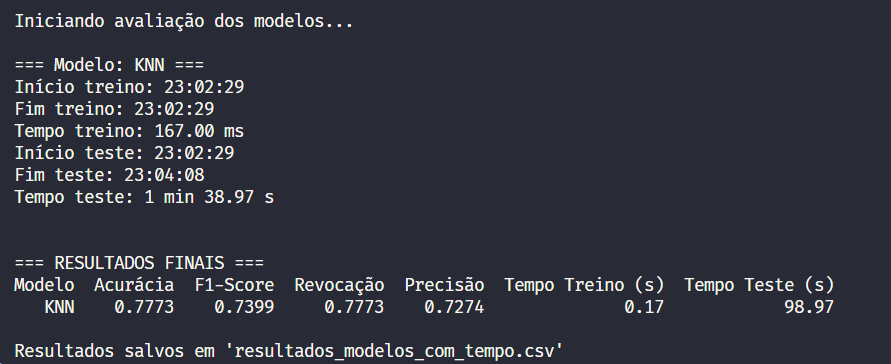 Iniciando avaliação dos modelos...
=== Modelo: KNN ===
Início treino: 23:02:29
Fim treino: 23:02:29
Tempo treino: 167.00 ms
Início teste: 23:02:29
Fim teste: 23:04:08
Tempo teste: 1 min 38.97 s
=== RESULTADOS FINAIS ===
Modelo Acurácia F1-Score Revocação Precisão Tempo Treino (s) Tempo Teste (s)
KNN 0.7773 0.7399 0.7773 0.7274 0.17 98.97
Resultados salvos em 'resultados_modelos_com_tempo.csv'